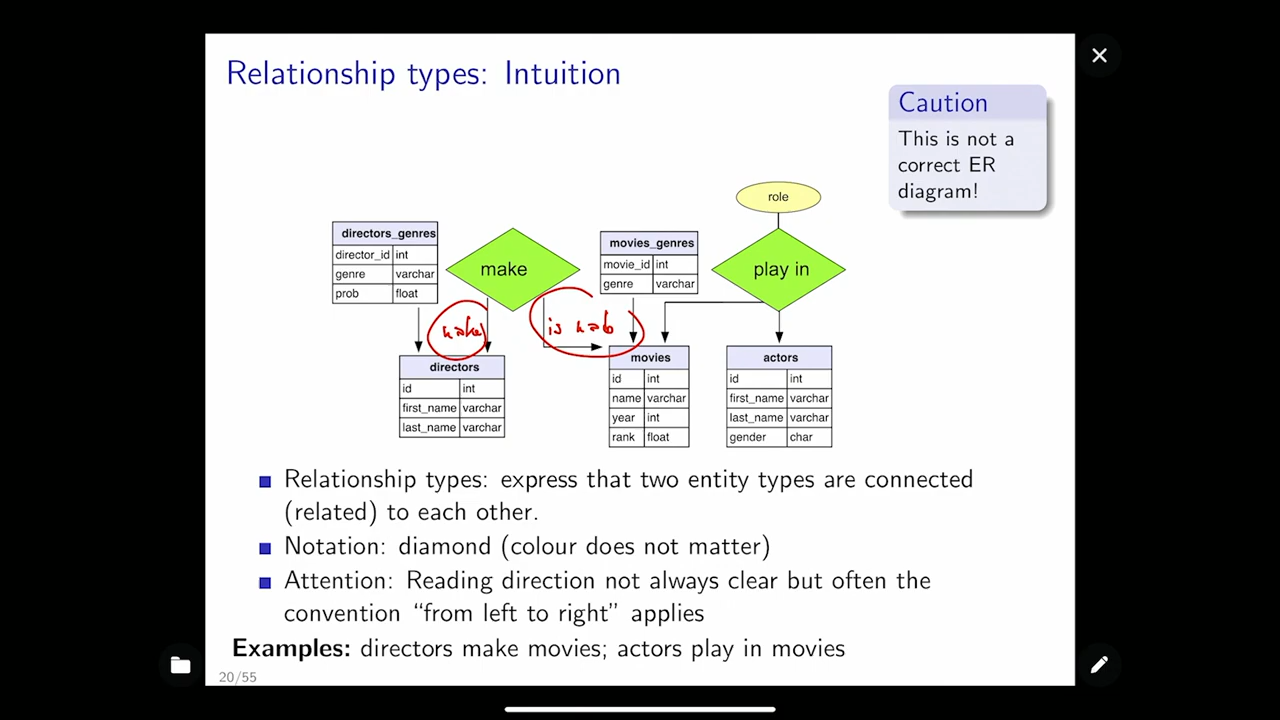 Relationship types: Intuition
Caution
This is not a
correct ER
diagram!
role
directors_genres
director_id int
genre varchar
prob float
make
movies_genres
movie_id int
genre varchar
play in
make
directors
id int
first_name varchar
last_name varchar
movies
id int
name varchar
year int
rank float
actors
id int
first_name varchar
last_name varchar
gender char
Relationship types: express that two entity types are connected
(related) to each other.
Notation: diamond (colour does not matter)
Attention: Reading direction not always clear but often the
convention “from left to right” applies
Examples: directors make movies; actors play in movies
20/55